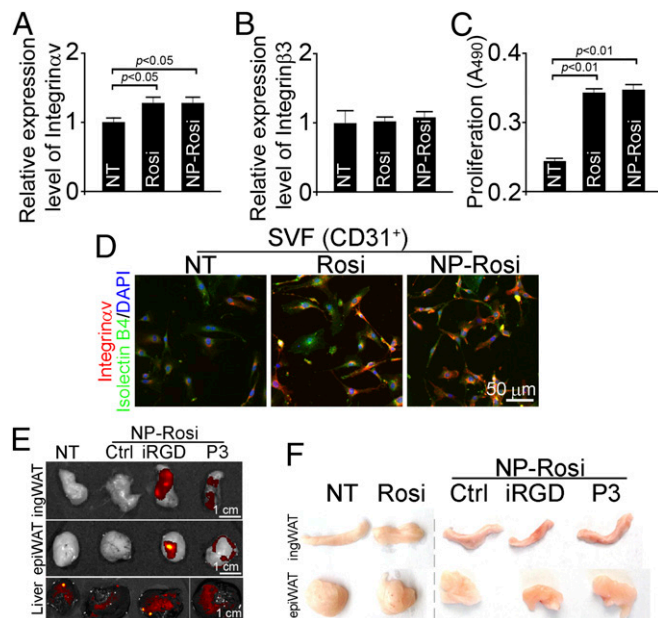 A
Relative expression
level of Integrinαv
2
1
0
p<0.05
p<0.05
NT
Rosi
NP-Rosi
B
Relative expression
level of Integrinβ3
2
1
0
NT
Rosi
NP-Rosi
C
Proliferation (A490)
0.4
0.3
0.2
p<0.01
p<0.01
NT
Rosi
NP-Rosi
D
SVF (CD31+)
NT Rosi NP-Rosi
Integrinαv
Isolectin B4/DAPI
50 μm
E
NP-Rosi
NT Ctrl iRGD P3
ingWAT
1 cm
epiWAT
1 cm
Liver
1 cm
F
NP-Rosi
NT Rosi Ctrl iRGD P3
ingWAT
epiWAT